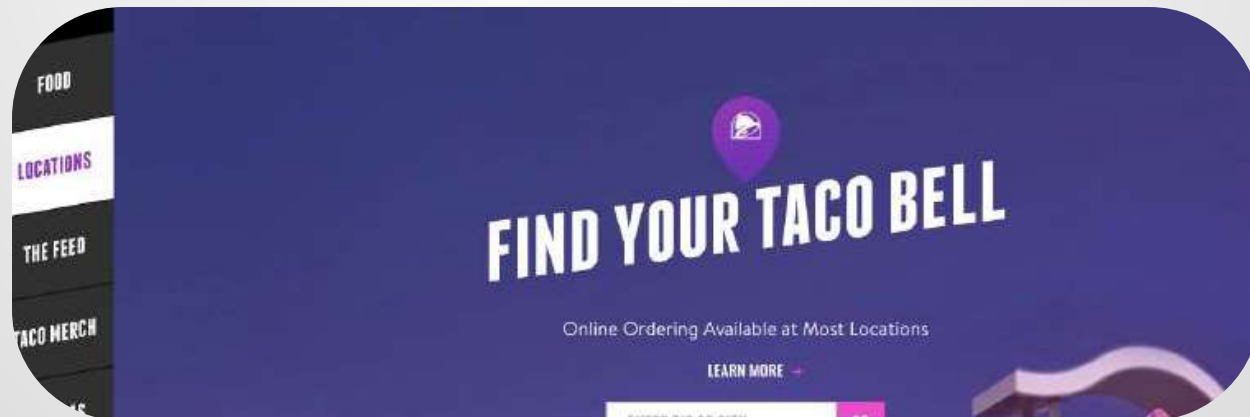 FOOD
LOCATIONS
THE FEED
TACO MERCH
FIND YOUR TACO BELL
Online Ordering Available at Most Locations
LEARN MORE